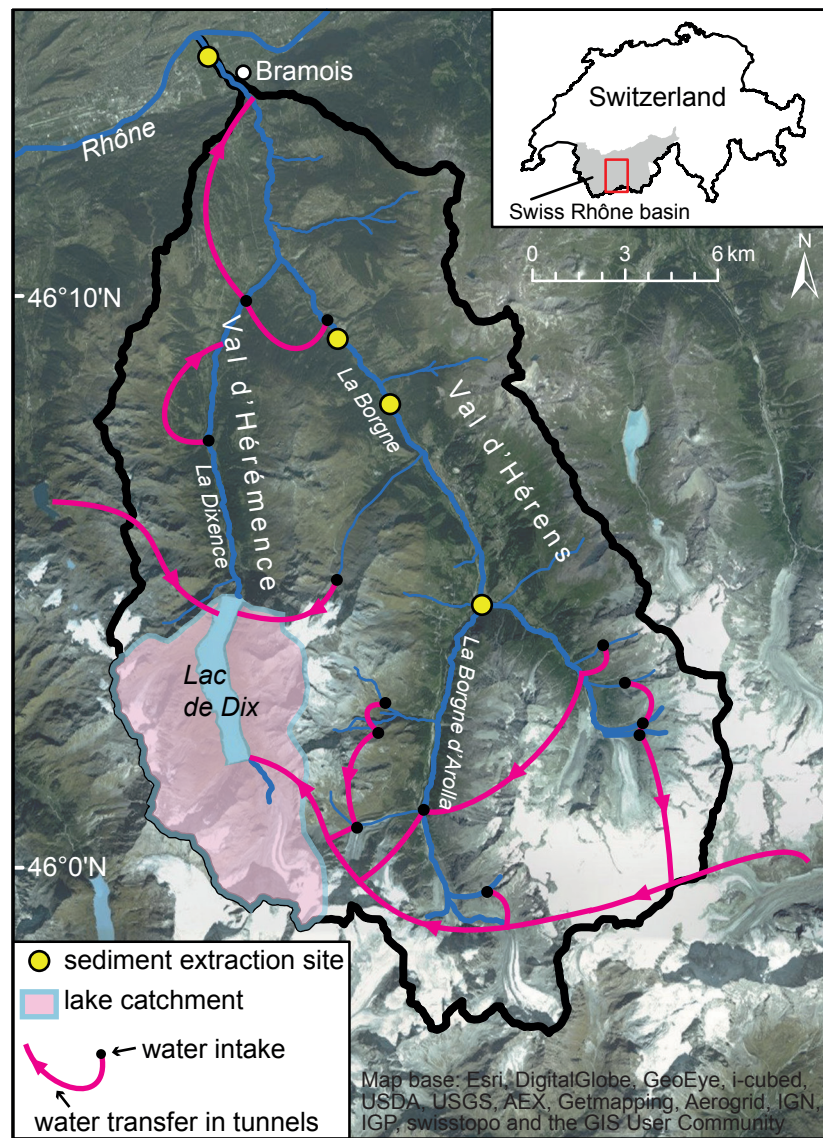 Bramois
Rhône
Switzerland
Swiss Rhône basin
0 3 6 km
N
46°10'N
Val d'Hérémence
La Borgne
Val d'Hérens
La Dixence
Lac
de Dix
La Borgne d'Arolla
46°0'N
sediment extraction site
lake catchment
water intake
water transfer in tunnels
Map base: Esri, DigitalGlobe, GeoEye, i-cubed,
USDA, USGS, AEX, Getmapping, Aerogrid, IGN,
IGP, swisstopo and the GIS User Community